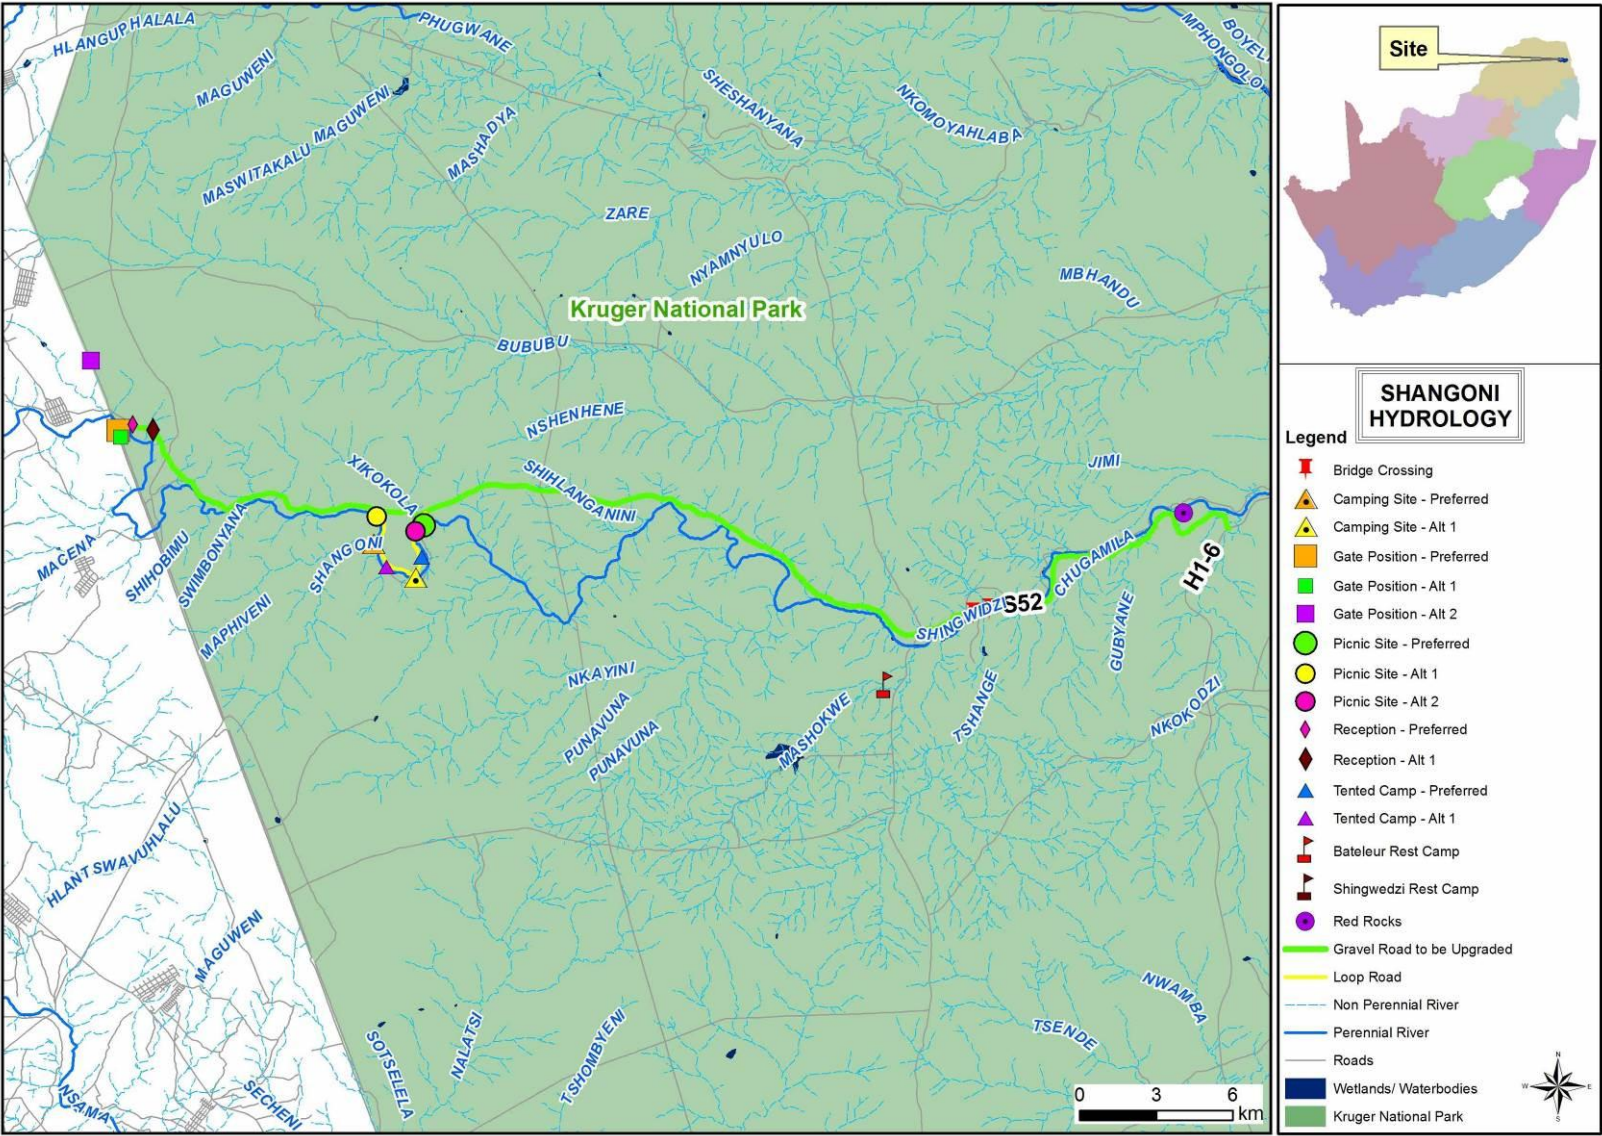 HLANGUPHALALA
PHUGWANE
MPHONGOLO
MAGUWENI
MASWITAKALU
MAGUWENI
MASHADYA
SHESHANYANA
NKOMOYAHLABA
ZARE
NYAMNYULO
MBHANDU
Kruger National Park
BUBUBU
NSHENHENE
XIKOKOLA
SHIHLANGANINI
JIMI
MACENA
SHIHOBIMU
SWIMBONYANA
SHANGONI
MAPHIVENI
CHUGAMILA
H1-6
SHINGWIDZI
S52
GUBYANE
NKAYINI
PUNAVUNA
PUNAVUNA
MASHOKWE
TSHANGE
NKOKODZI
HLANTSWAVUHLALU
MAGUWENI
NWAMBA
TSENDE
SOTSELELA
NALATSI
TSHOMBYENI
NSAMA
SECHENI
0 3 6
km
Site
SHANGONI
HYDROLOGY
Legend
Bridge Crossing
Camping Site - Preferred
Camping Site - Alt 1
Gate Position - Preferred
Gate Position - Alt 1
Gate Position - Alt 2
Picnic Site - Preferred
Picnic Site - Alt 1
Picnic Site - Alt 2
Reception - Preferred
Reception - Alt 1
Tented Camp - Preferred
Tented Camp - Alt 1
Bateleur Rest Camp
Shingwedzi Rest Camp
Red Rocks
Gravel Road to be Upgraded
Loop Road
Non Perennial River
Perennial River
Roads
Wetlands/ Waterbodies
Kruger National Park
N
W E
S